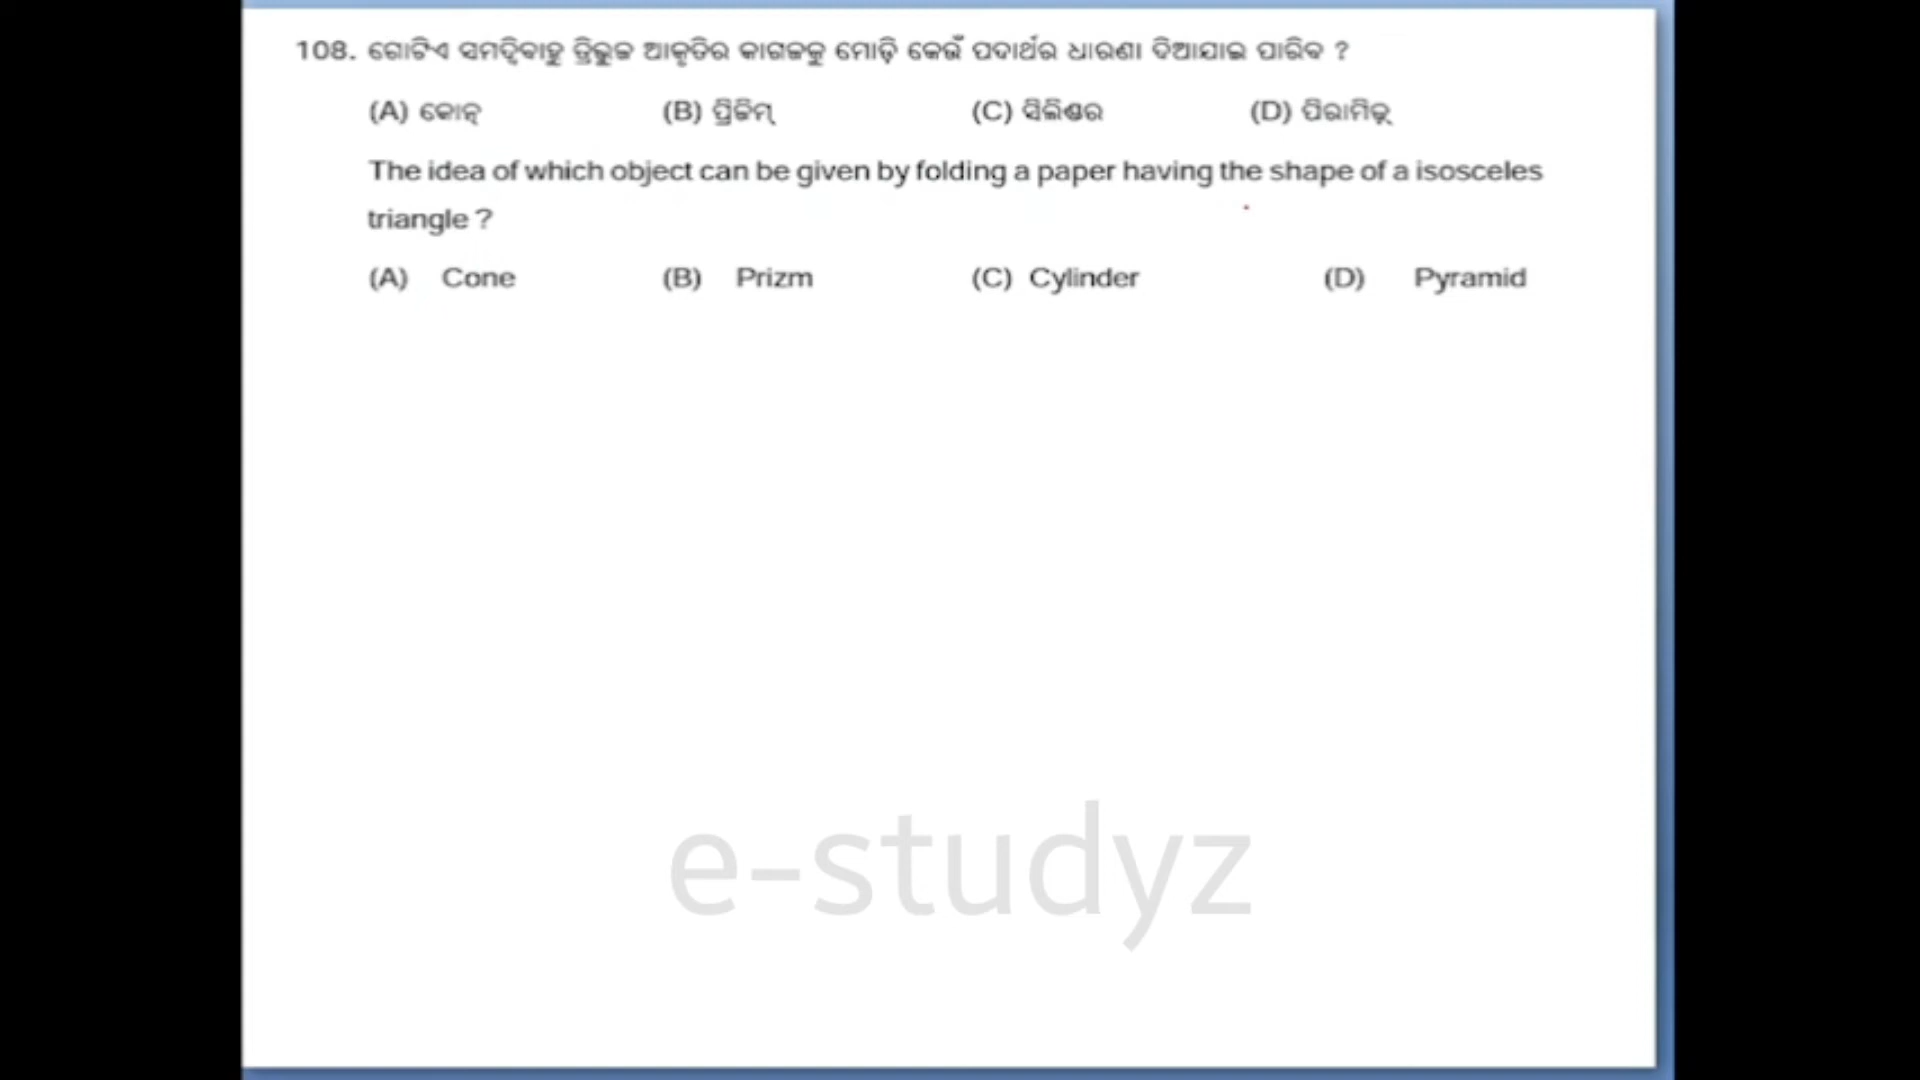 108. ଗୋଟିଏ ସମଦ୍ୱିବାହୁ ତ୍ରିଭୁଜ ଆକୃତିର କାଗଜକୁ ମୋଡ଼ି କେଉଁ ପଦାର୍ଥର ଧାରଣା ଦିଆଯାଇ ପାରିବ ?
(A) କୋନ୍ (B) ପ୍ରିଜିମ୍ (C) ସିଲିଣ୍ଡର (D) ପିରାମିଡ୍
The idea of which object can be given by folding a paper having the shape of a isosceles
triangle ?
(A) Cone (B) Prizm (C) Cylinder (D) Pyramid
e-studyz